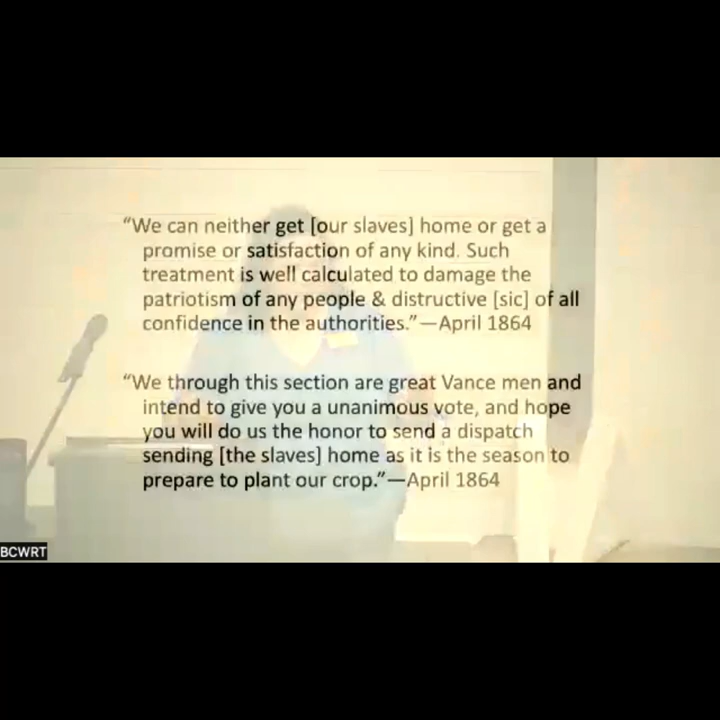 “We can neither get [our slaves] home or get a
promise or satisfaction of any kind. Such
treatment is well calculated to damage the
patriotism of any people & distructive [sic] of all
confidence in the authorities.”—April 1864
“We through this section are great Vance men and
intend to give you a unanimous vote, and hope
you will do us the honor to send a dispatch
sending [the slaves] home as it is the season to
prepare to plant our crop.”—April 1864
BCWRT